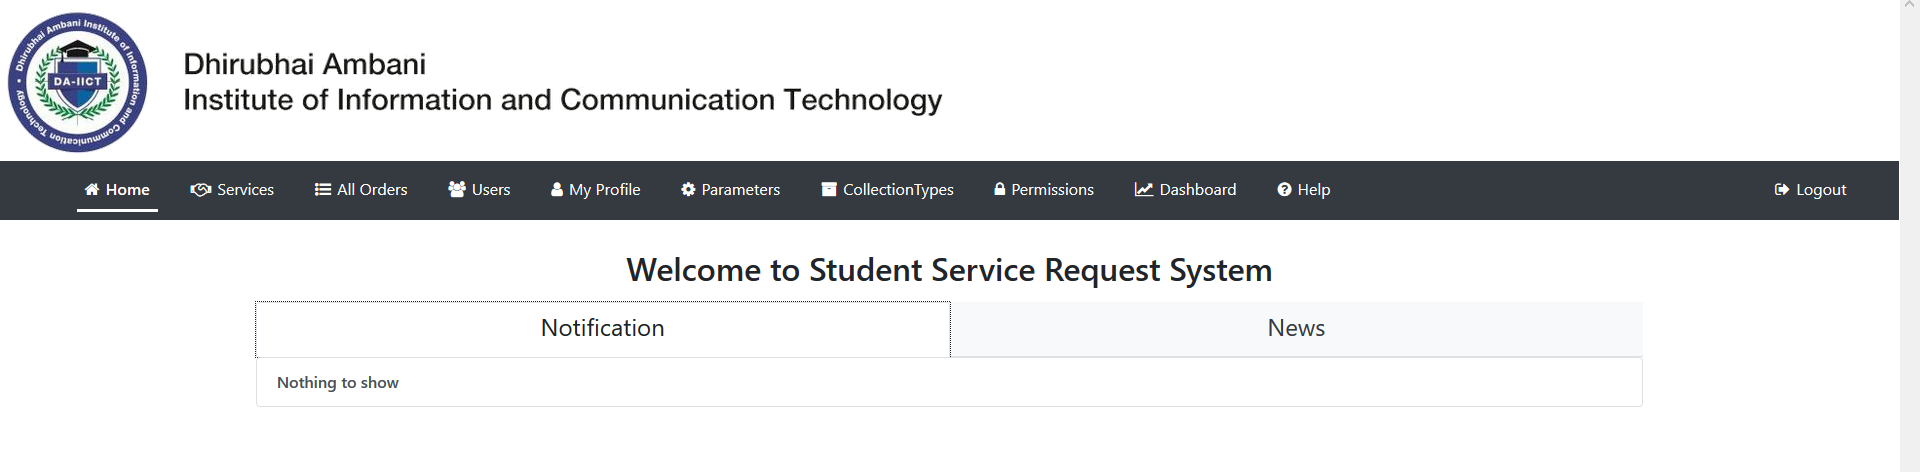 Dhirubhai Ambani Institute of Information and Communication Technology
DA-IICT
Dhirubhai Ambani
Institute of Information and Communication Technology
Home Services All Orders Users My Profile Parameters CollectionTypes Permissions Dashboard Help Logout
Welcome to Student Service Request System
Notification News
Nothing to show